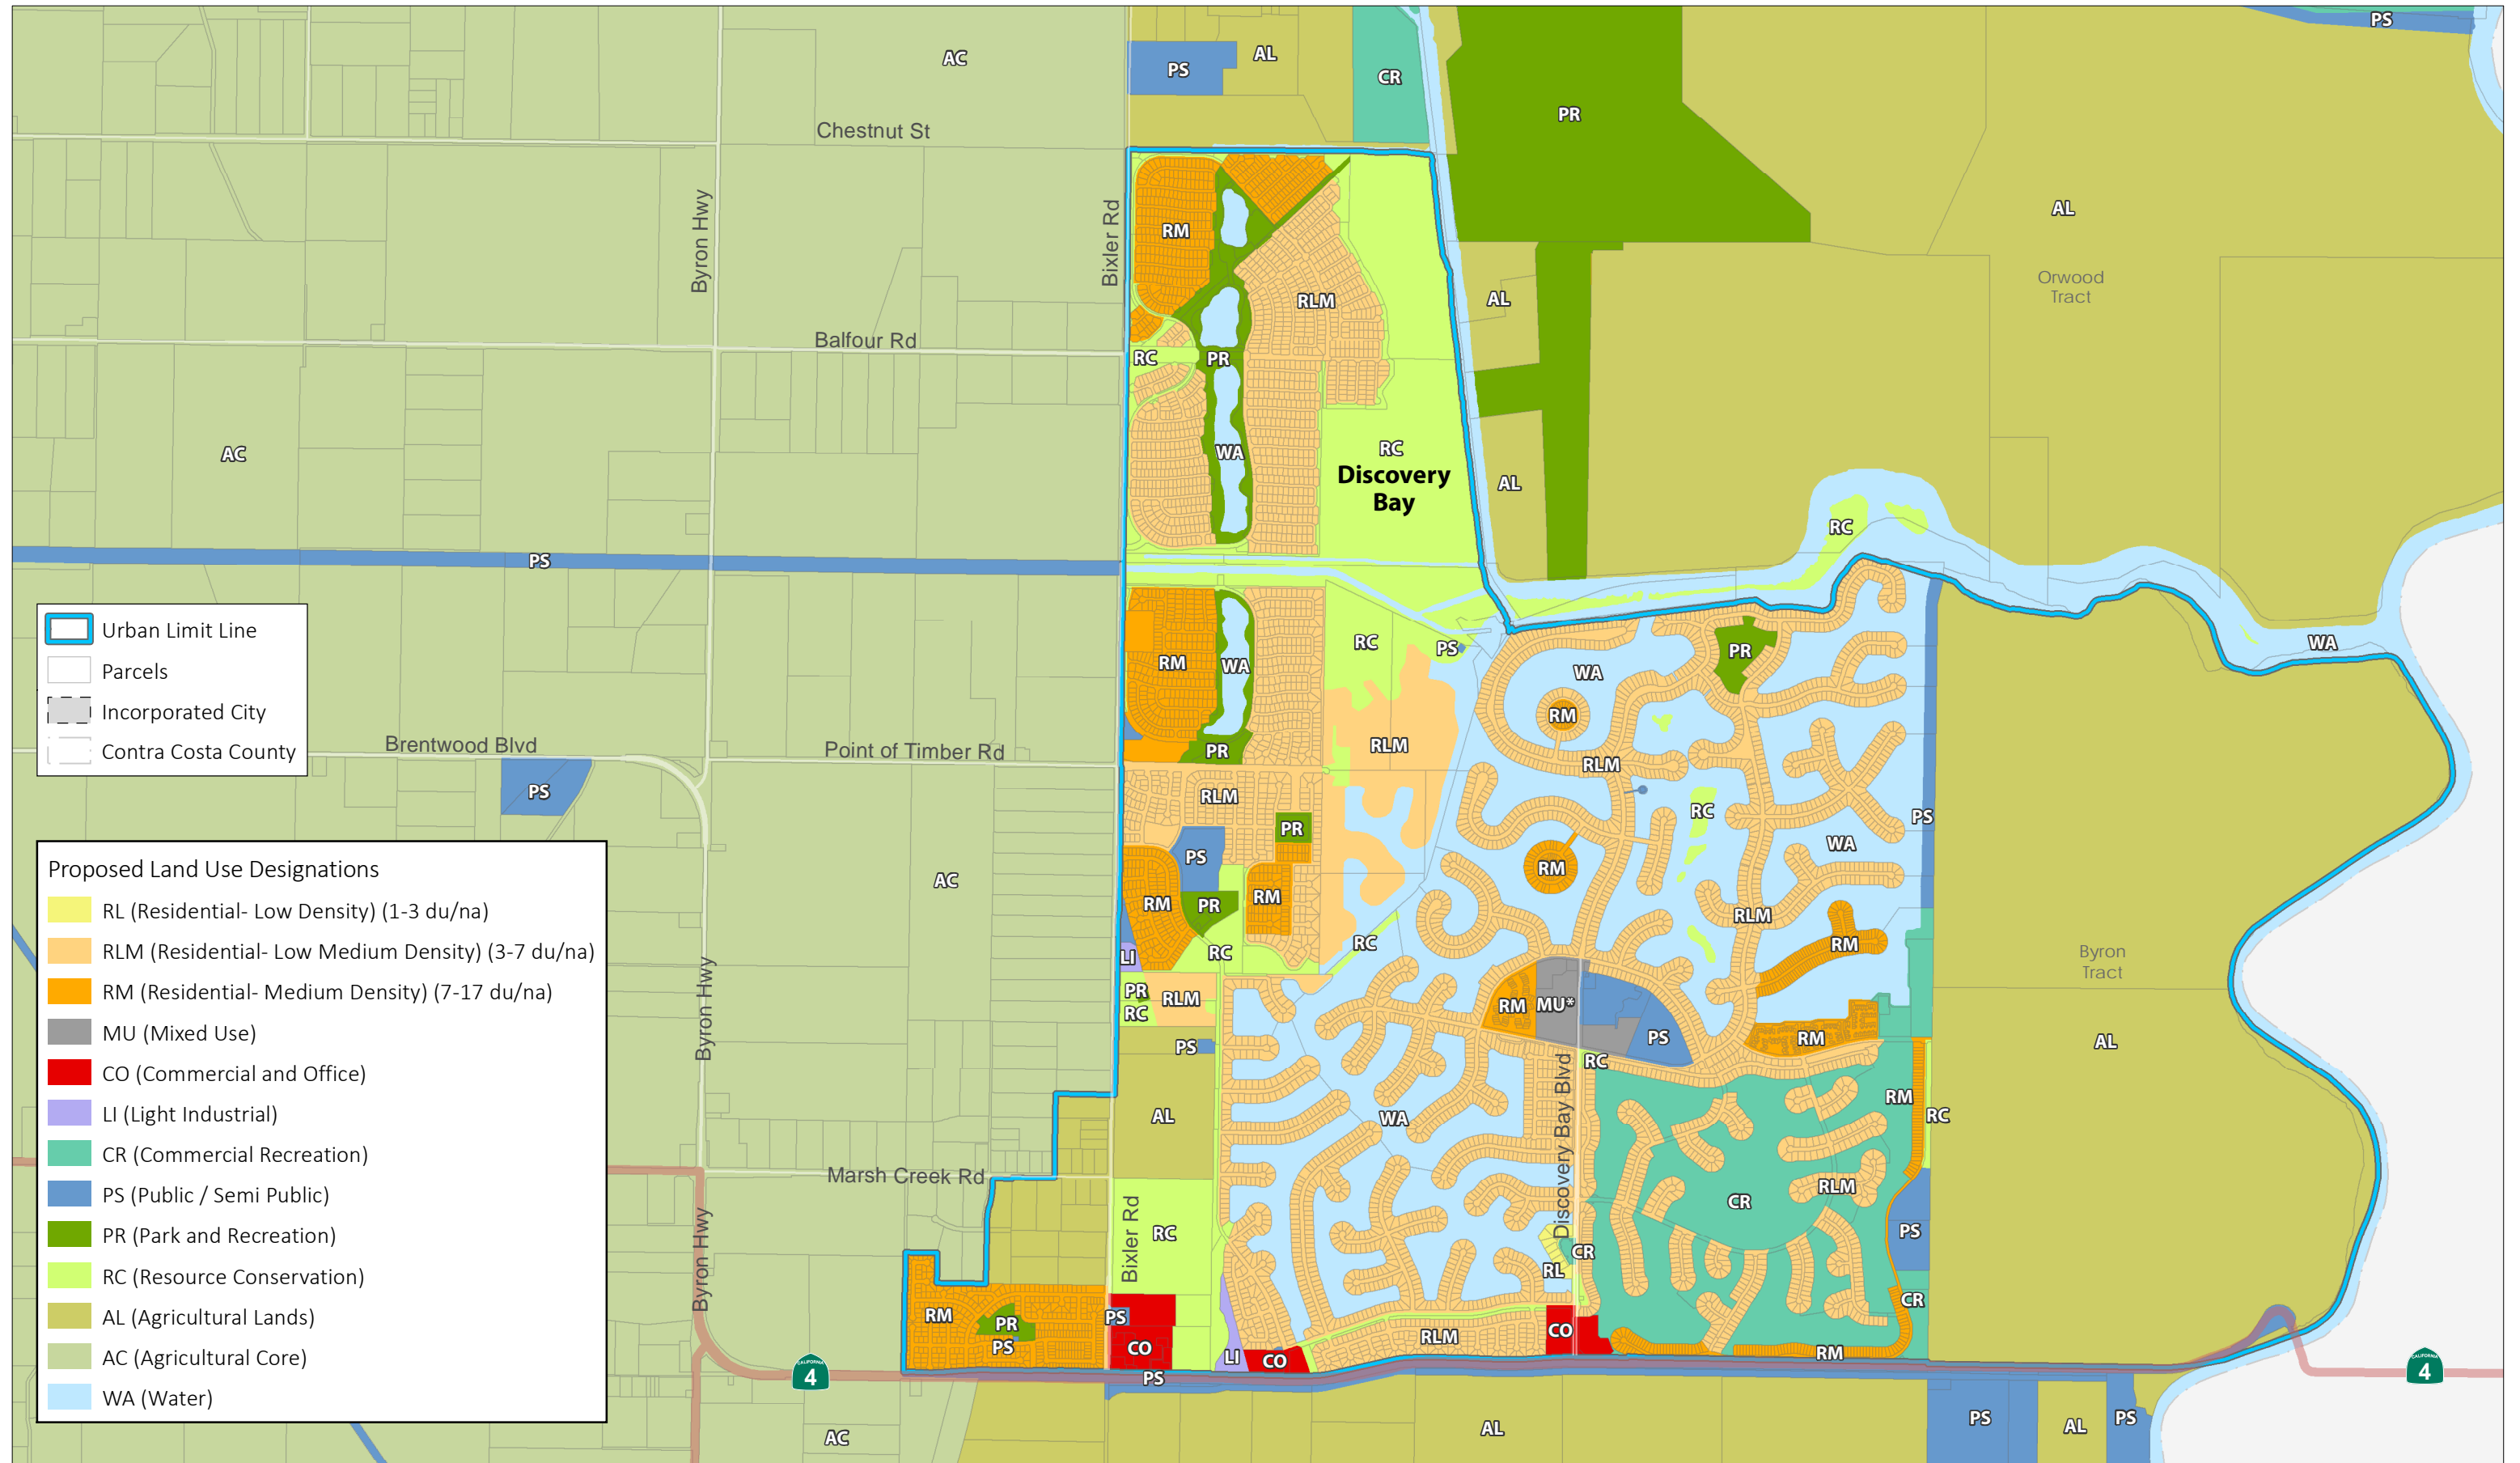 PS
AC
PS
AL
CR
PR
Chestnut St
AL
Byron Hwy
Bixler Rd
RM
Orwood
Tract
RLM
AL
Balfour Rd
RC
PR
AC
WA
RC
Discovery
Bay
AL
RC
PS
Urban Limit Line
Parcels
Incorporated City
Contra Costa County
RC
PS
PR
WA
RM
WA
WA
RM
Brentwood Blvd
Point of Timber Rd
PR
RLM
RLM
PS
RLM
PR
RC
PS
WA
PS
RM
AC
RM
PR
RM
RLM
RC
RC
RM
LI
Byron
Tract
PR
RC
RLM
RM
MU*
PS
RM
PS
RC
AL
Byron Hwy
Discovery Bay Blvd
AL
WA
RM
RC
Marsh Creek Rd
RLM
CR
Bixler Rd
RC
PS
CR
RL
Byron Hwy
CR
RM
PR
PS
PS
CO
LI
CO
RLM
CO
RM
PS
CALIFORNIA
4
CALIFORNIA
4
AC
AL
PS
AL
PS
Proposed Land Use Designations
RL (Residential- Low Density) (1-3 du/na)
RLM (Residential- Low Medium Density) (3-7 du/na)
RM (Residential- Medium Density) (7-17 du/na)
MU (Mixed Use)
CO (Commercial and Office)
LI (Light Industrial)
CR (Commercial Recreation)
PS (Public / Semi Public)
PR (Park and Recreation)
RC (Resource Conservation)
AL (Agricultural Lands)
AC (Agricultural Core)
WA (Water)